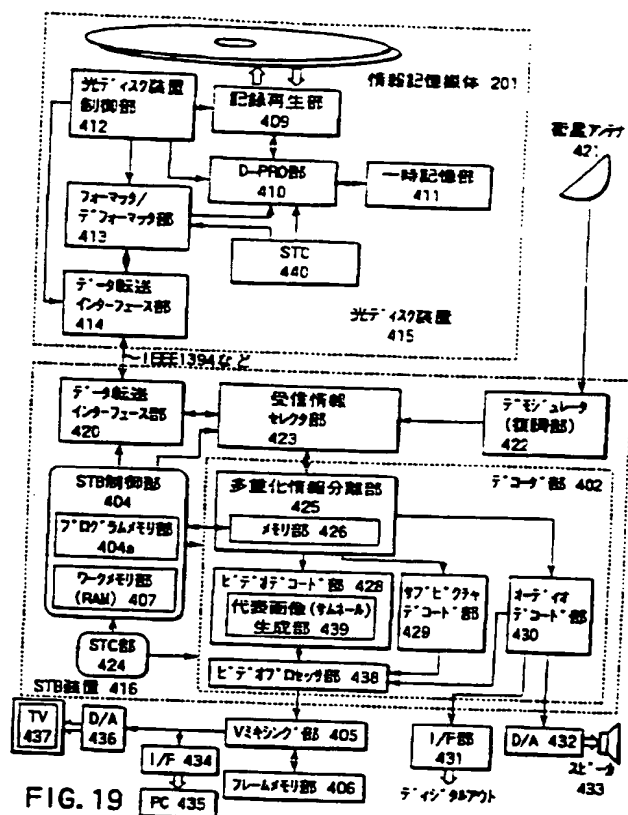 情報記憶媒体 201
光ディスク装置
制御部
412
記録再生部
409
衛星アンテナ
421
D-PRO部
410
一時記憶部
411
フォーマッタ/
デフォーマッタ部
413
STC
440
データ転送
インターフェース部
414
光ディスク装置
415
IEEE1394など
データ転送
インターフェース部
420
受信情報
セレクタ部
423
デモジュレータ
(復調部)
422
STB制御部
404
プログラムメモリ部
404a
ワークメモリ部
(RAM) 407
多重化情報分離部
425
メモリ部 426
デコーダ部 402
ビデオデコード部 428
代表画像(サムネール)
生成部 439
サブピクチャ
デコード部
429
オーディオ
デコード部
430
STC部
424
ビデオプロセッサ部 438
STB装置 416
TV
437
D/A
436
Vミキシング部 405
I/F 434
フレームメモリ部 406
PC 435
I/F部
431
ディジタルアウト
D/A 432
スピーカ
433
FIG. 19